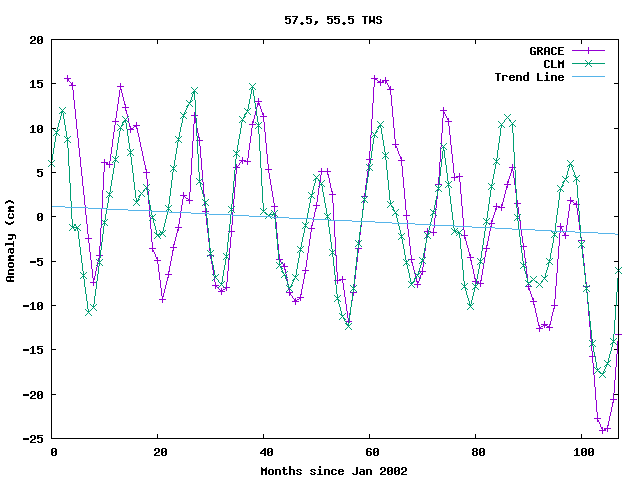 57.5, 55.5 TWS
GRACE
CLM
Trend Line
20
15
10
5
0
-5
-10
-15
-20
-25
Anomaly (cm)
0 20 40 60 80 100
Months since Jan 2002